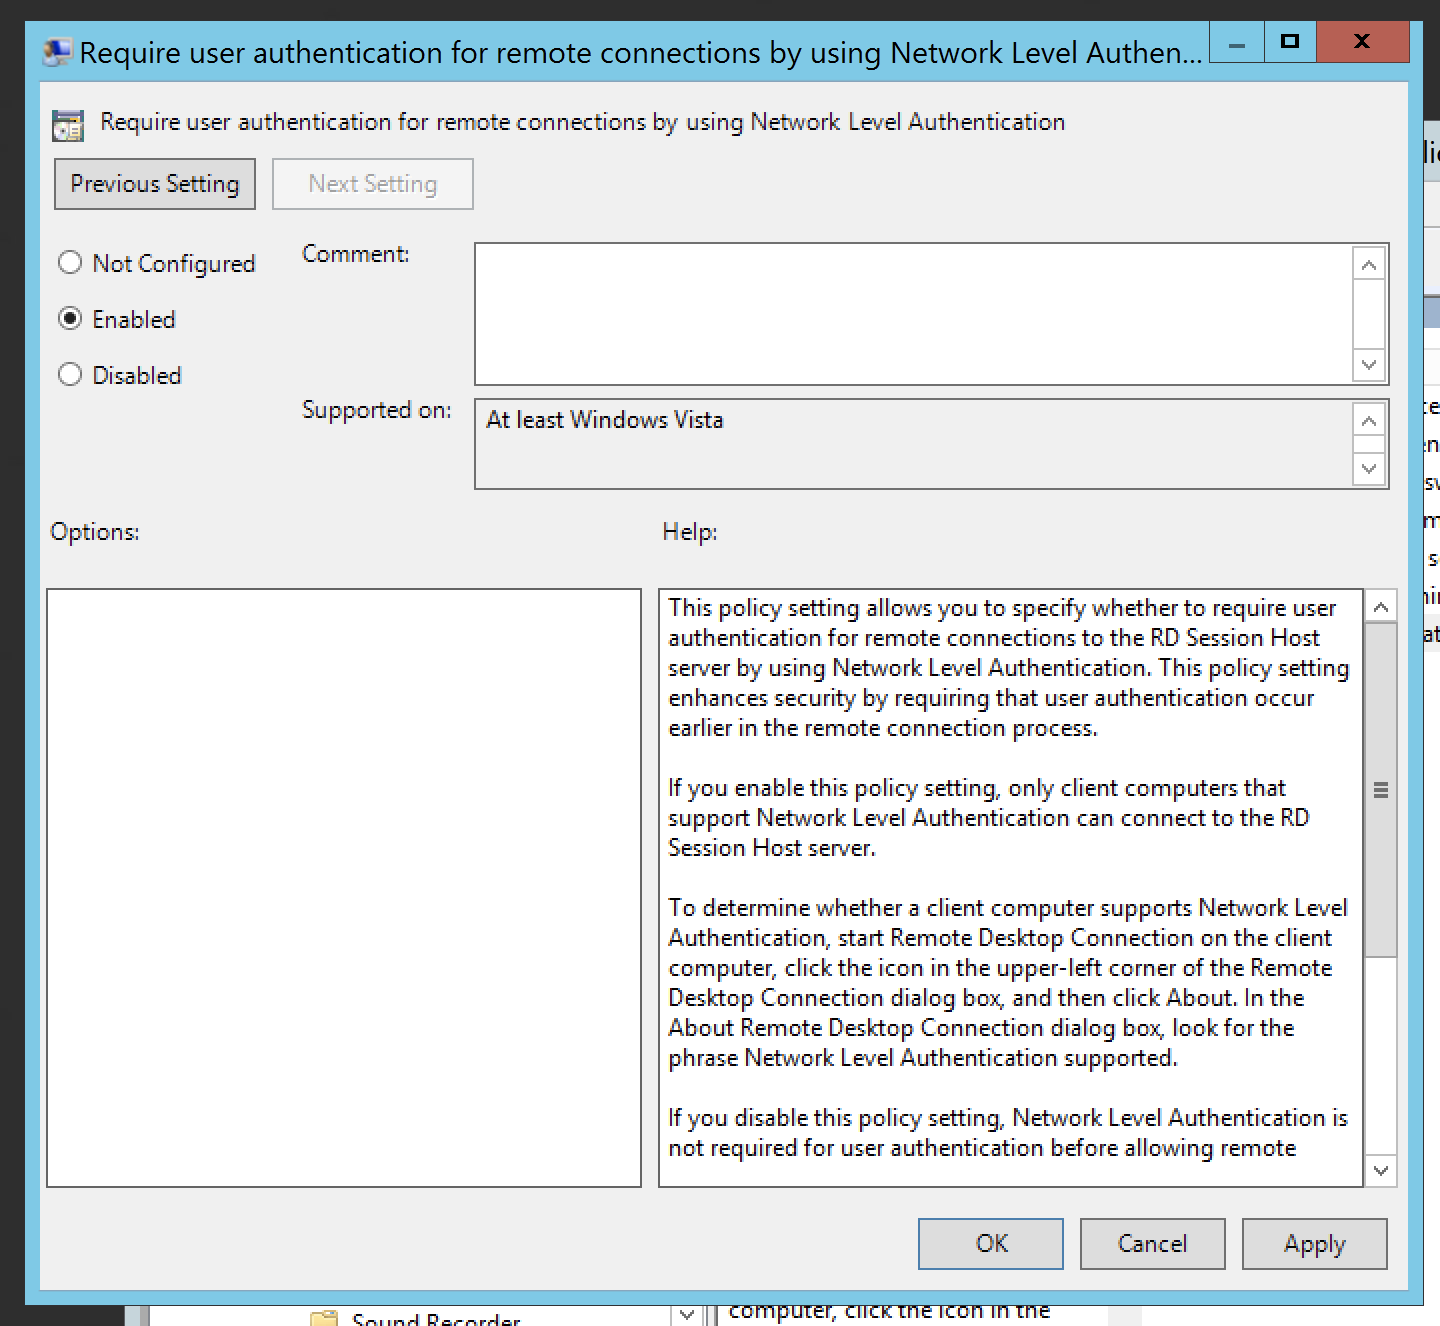 Require user authentication for remote connections by using Network Level Authen...
Require user authentication for remote connections by using Network Level Authentication
Previous Setting
Next Setting
Not Configured
Enabled
Disabled
Comment:
Supported on:
At least Windows Vista
Options:
Help:
This policy setting allows you to specify whether to require user
authentication for remote connections to the RD Session Host
server by using Network Level Authentication. This policy setting
enhances security by requiring that user authentication occur
earlier in the remote connection process.
If you enable this policy setting, only client computers that
support Network Level Authentication can connect to the RD
Session Host server.
To determine whether a client computer supports Network Level
Authentication, start Remote Desktop Connection on the client
computer, click the icon in the upper-left corner of the Remote
Desktop Connection dialog box, and then click About. In the
About Remote Desktop Connection dialog box, look for the
phrase Network Level Authentication supported.
If you disable this policy setting, Network Level Authentication is
not required for user authentication before allowing remote
OK
Cancel
Apply
Sound Recorder
computer, click the icon in the